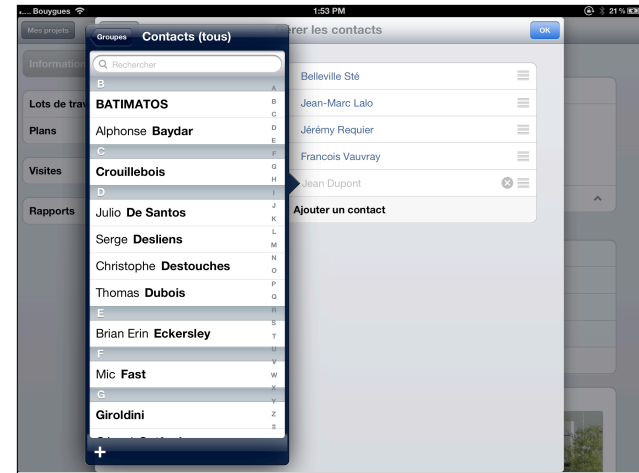 .... Bouygues
1:53 PM
21 %
Mes projets
Groupes
Contacts (tous)
rer les contacts
OK
Information
Lots de trav
Plans
Visites
Rapports
Rechercher
B
BATIMATOS
Alphonse Baydar
C
Crouillebois
D
Julio De Santos
Serge Desliens
Christophe Destouches
Thomas Dubois
E
Brian Erin Eckersley
F
Mic Fast
G
Giroldini
A
B
C
D
E
F
G
H
I
J
K
L
M
N
O
P
Q
R
S
T
U
V
W
X
Y
Z
#
+
Belleville Sté
Jean-Marc Lalo
Jérémy Requier
Francois Vauvray
Jean Dupont
Ajouter un contact